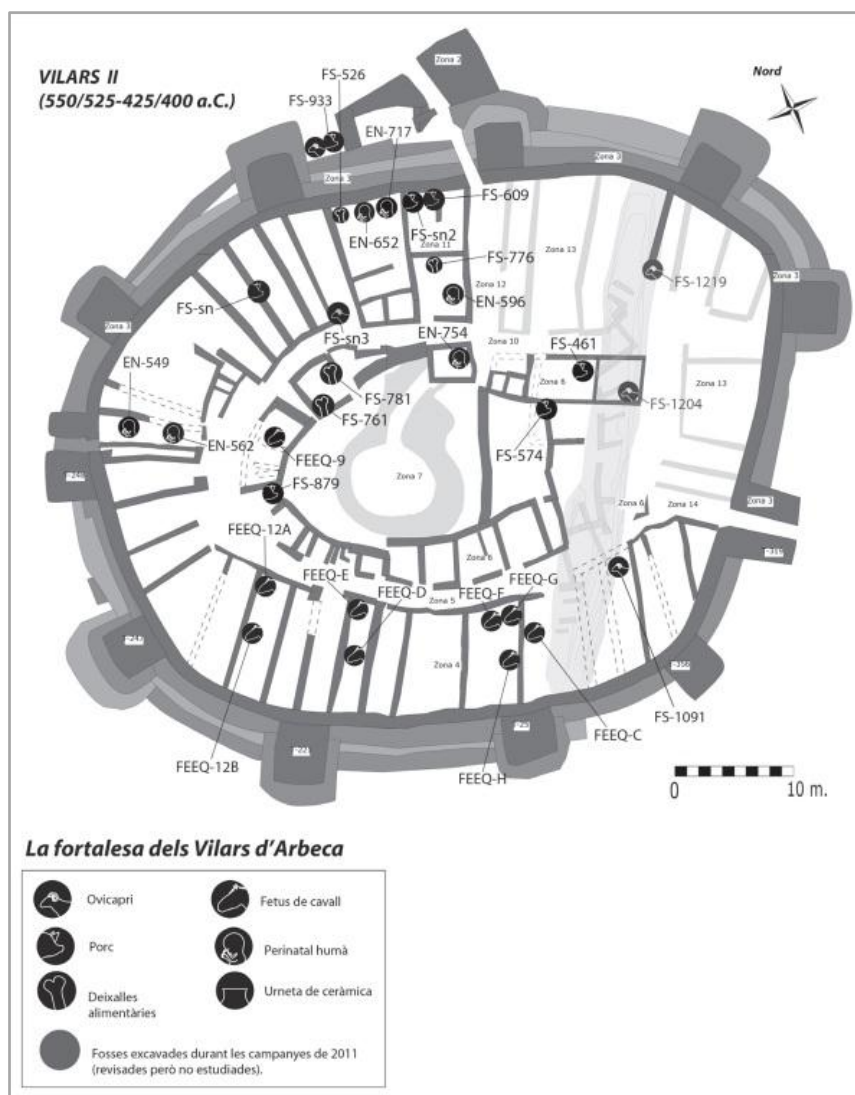 VILARS II
(550/525-425/400 a.C.)
FS-526
FS-933
EN-717
Zona 2
Nord
Zona 3
Zona 3
FS-609
FS-sn2
EN-652
Zona 11
Zona 13
FS-776
FS-1219
Zona 3
Zona 12
EN-596
FS-sn
FS-sn3
Zona 3
EN-754
Zona 10
FS-461
EN-549
Zona 6
Zona 13
FS-781
FS-1204
FS-761
EN-562
FEEQ-9
FS-574
Zona 7
FS-879
Zona 6
Zona 14
Zona 3
FEEQ-12A
Zona 6
FEEQ-E
FEEQ-D
FEEQ-F
FEEQ-G
Zona 5
Zona 4
FS-1091
FEEQ-C
FEEQ-12B
FEEQ-H
0 10 m.
La fortalesa dels Vilars d'Arbeca
Ovicapri
Fetus de cavall
Porc
Perinatal humà
Deixalles
alimentàries
Urneta de ceràmica
Fosses excavades durant les campanyes de 2011
(revisades però no estudiades).